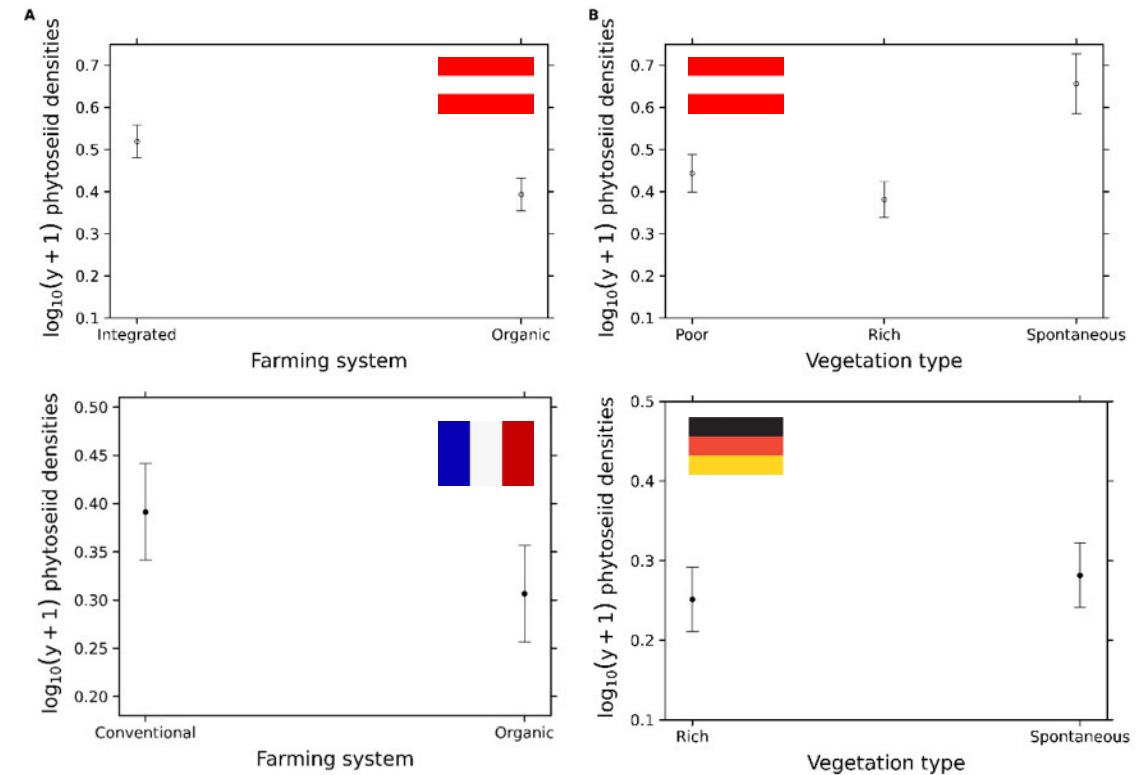 A
log₁₀(y + 1) phytoseiid densities
0.7
0.6
0.5
0.4
0.3
0.2
0.1
Integrated
Organic
Farming system
B
log₁₀(y + 1) phytoseiid densities
0.7
0.6
0.5
0.4
0.3
0.2
0.1
Poor
Rich
Spontaneous
Vegetation type
log₁₀(y + 1) phytoseiid densities
0.50
0.45
0.40
0.35
0.30
0.25
0.20
Conventional
Organic
Farming system
log₁₀(y + 1) phytoseiid densities
0.5
0.4
0.3
0.2
0.1
Rich
Spontaneous
Vegetation type